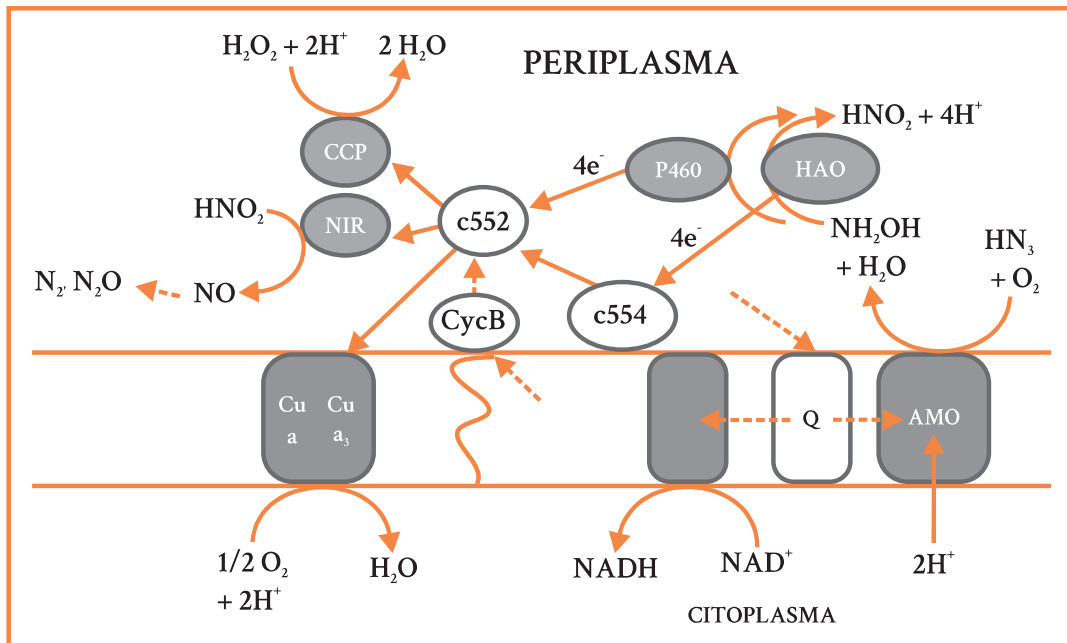 H₂O₂ + 2H⁺
2 H₂O
PERIPLASMA
HNO₂ + 4H⁺
CCP
4e⁻
P460
HAO
HNO₂
NIR
c552
4e⁻
NH₂OH
+ H₂O
HN₃
+ O₂
N₂, N₂O
NO
CycB
c554
Cu Cu
a a₃
Q
AMO
1/2 O₂
+ 2H⁺
H₂O
NADH
NAD⁺
2H⁺
CITOPLASMA